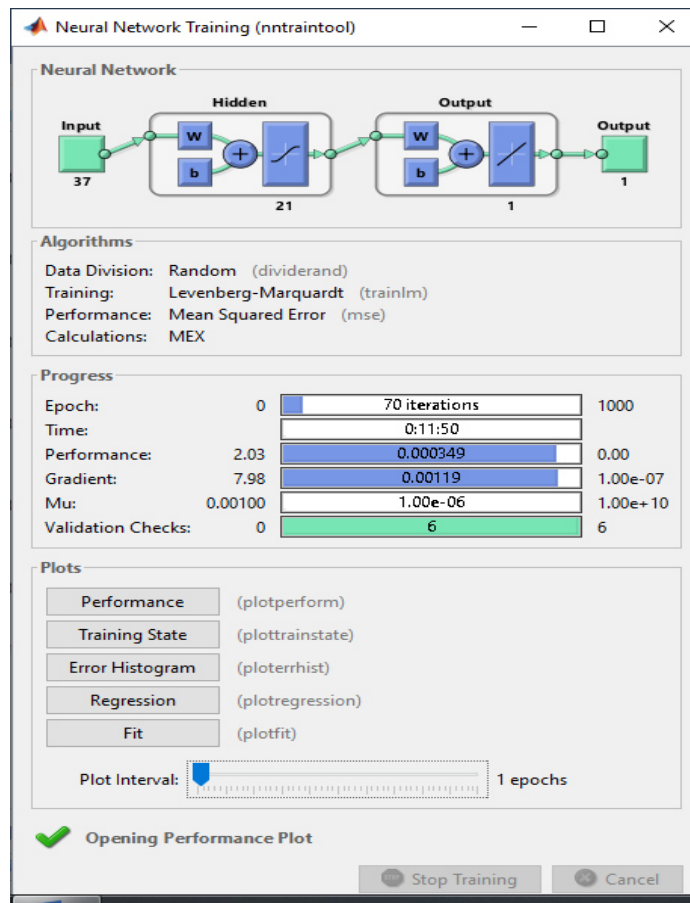 Neural Network Training (nntraintool)
Neural Network
Hidden Output
Input Output
W W
b b
+ +
37 21 1 1
Algorithms
Data Division: Random (dividerand)
Training: Levenberg-Marquardt (trainlm)
Performance: Mean Squared Error (mse)
Calculations: MEX
Progress
Epoch: 0 70 iterations 1000
Time: 0:11:50
Performance: 2.03 0.000349 0.00
Gradient: 7.98 0.00119 1.00e-07
Mu: 0.00100 1.00e-06 1.00e+10
Validation Checks: 0 6 6
Plots
Performance (plotperform)
Training State (plottrainstate)
Error Histogram (ploterrhist)
Regression (plotregression)
Fit (plotfit)
Plot Interval: 1 epochs
Opening Performance Plot
Stop Training Cancel